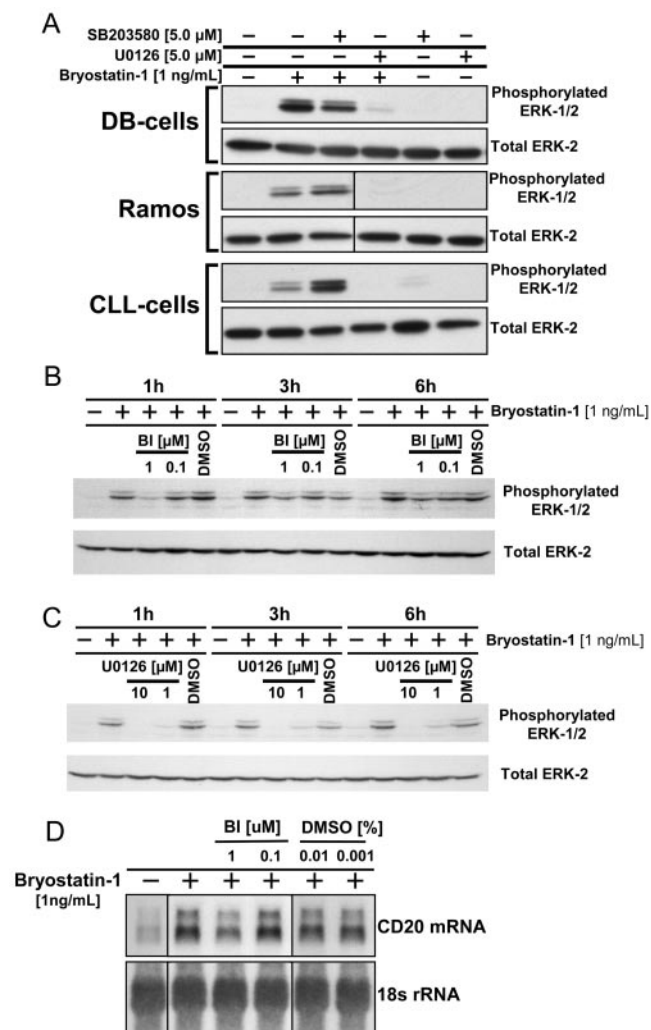 A
SB203580 [5.0 µM] – – + – + –
U0126 [5.0 µM] – – – + – +
Bryostatin-1 [1 ng/mL] – + + + – –
DB-cells
Phosphorylated
ERK-1/2
Total ERK-2
Ramos
Phosphorylated
ERK-1/2
Total ERK-2
CLL-cells
Phosphorylated
ERK-1/2
Total ERK-2
B
1h 3h 6h
– + + + + – + + + + – + + + + Bryostatin-1 [1 ng/mL]
BI [µM] DMSO BI [µM] DMSO BI [µM] DMSO
1 0.1 1 0.1 1 0.1
Phosphorylated
ERK-1/2
Total ERK-2
C
1h 3h 6h
– + + + + – + + + + – + + + + Bryostatin-1 [1 ng/mL]
U0126 [µM] DMSO U0126 [µM] DMSO U0126 [µM] DMSO
10 1 10 1 10 1
Phosphorylated
ERK-1/2
Total ERK-2
D
BI [uM] DMSO [%]
1 0.1 0.01 0.001
Bryostatin-1 – + + + + +
[1ng/mL]
CD20 mRNA
18s rRNA